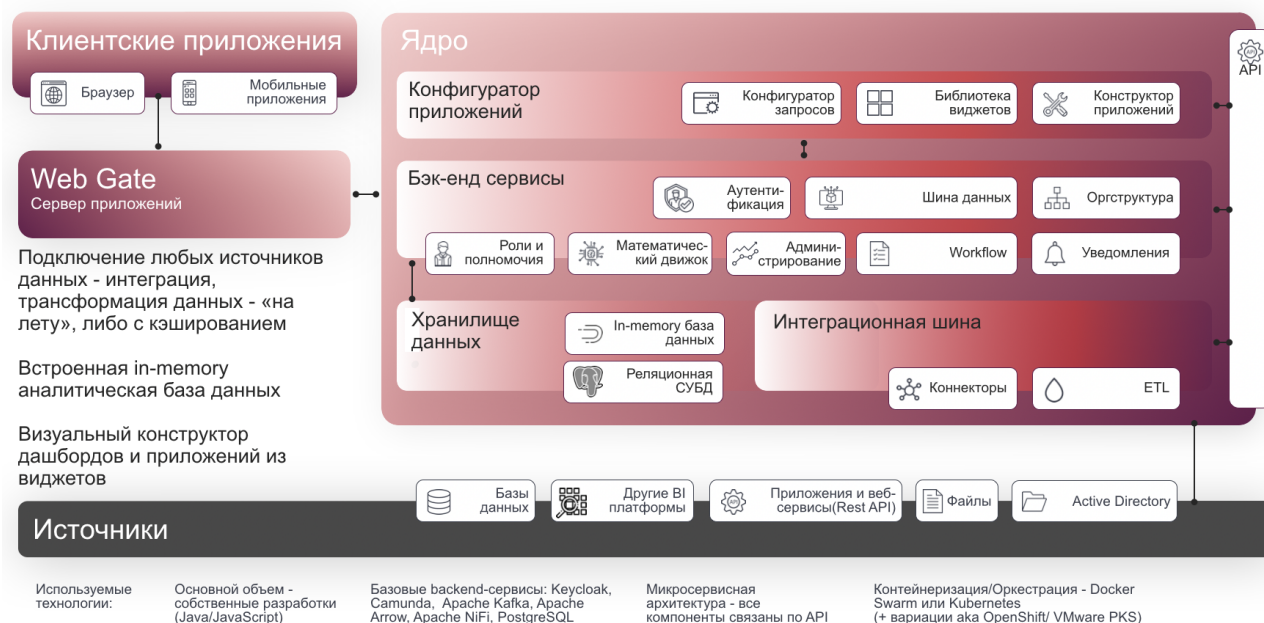 Клиентские приложения
Браузер
Мобильные
приложения
Web Gate
Сервер приложений
Подключение любых источников
данных - интеграция,
трансформация данных - «на
лету», либо с кэшированием
Встроенная in-memory
аналитическая база данных
Визуальный конструктор
дашбордов и приложений из
виджетов
Ядро
Конфигуратор
приложений
Конфигуратор
запросов
Библиотека
виджетов
Конструктор
приложений
Бэк-енд сервисы
Аутенти-
фикация
Шина данных
Оргструктура
Роли и
полномочия
Математичес-
кий движок
Админи-
стрирование
Workflow
Уведомления
Хранилище
данных
In-memory база
данных
Реляционная
СУБД
Интеграционная шина
Коннекторы
ETL
API
API
Источники
Базы
данных
Другие BI
платформы
API
Приложения и веб-
сервисы(Rest API)
Файлы
Active Directory
Используемые
технологии:
Основной объем -
собственные разработки
(Java/JavaScript)
Базовые backend-сервисы: Keycloak,
Camunda, Apache Kafka, Apache
Arrow, Apache NiFi, PostgreSQL
Микросервисная
архитектура - все
компоненты связаны по API
Контейнеризация/Оркестрация - Docker
Swarm или Kubernetes
(+ вариации aka OpenShift/ VMware PKS)